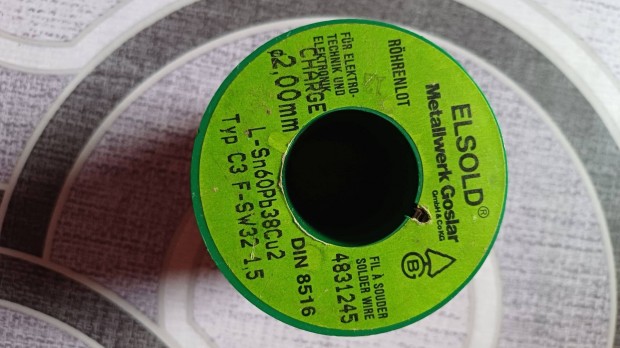 ELSOLD®
Metallwerk Goslar
GmbH & Co KG
RÖHRENLOT
FÜR ELEKTRO-
TECHNIK UND
ELEKTRONIK
CHARGE
⌀2,00mm
L-Sn60Pb38Cu2
Typ C3 F-SW32-1,5
DIN 8516
4831245
FIL À SOUDER
SOLDER WIRE
B